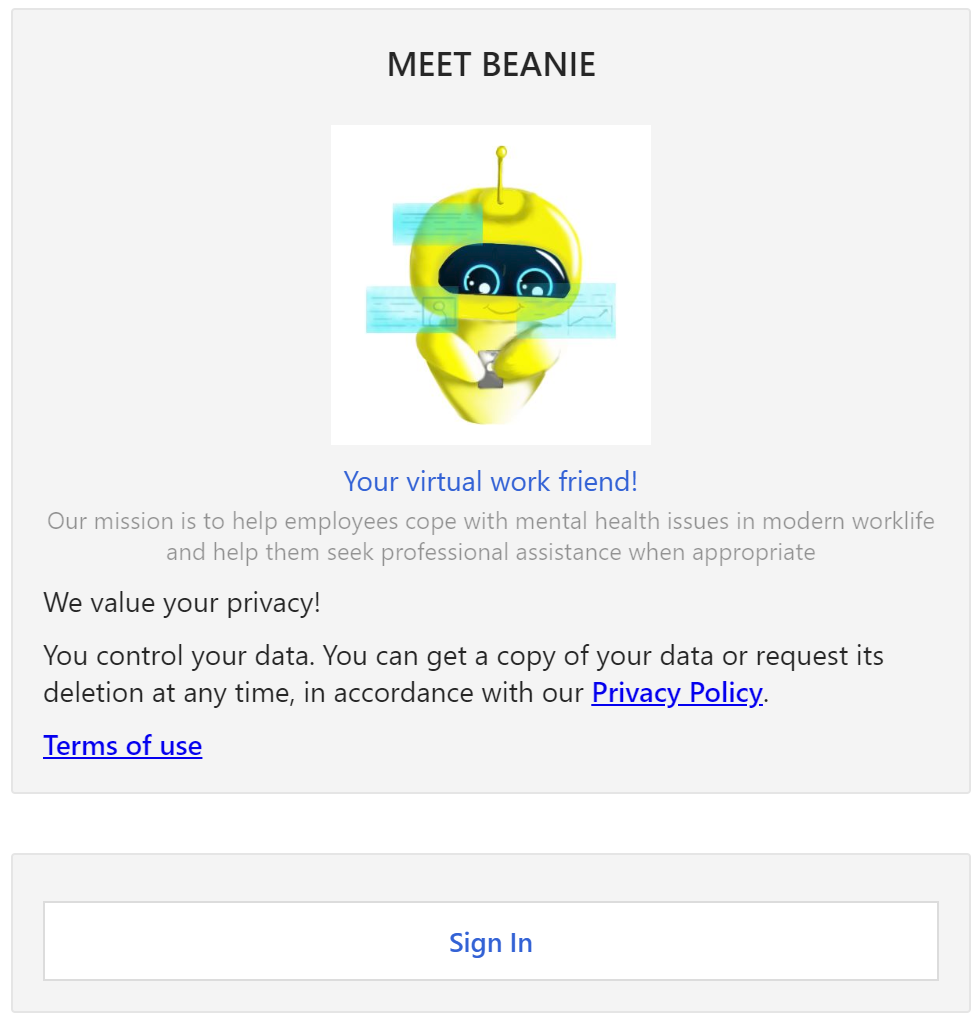 MEET BEANIE
Your virtual work friend!
Our mission is to help employees cope with mental health issues in modern worklife
and help them seek professional assistance when appropriate
We value your privacy!
You control your data. You can get a copy of your data or request its
deletion at any time, in accordance with our Privacy Policy.
Terms of use
Sign In